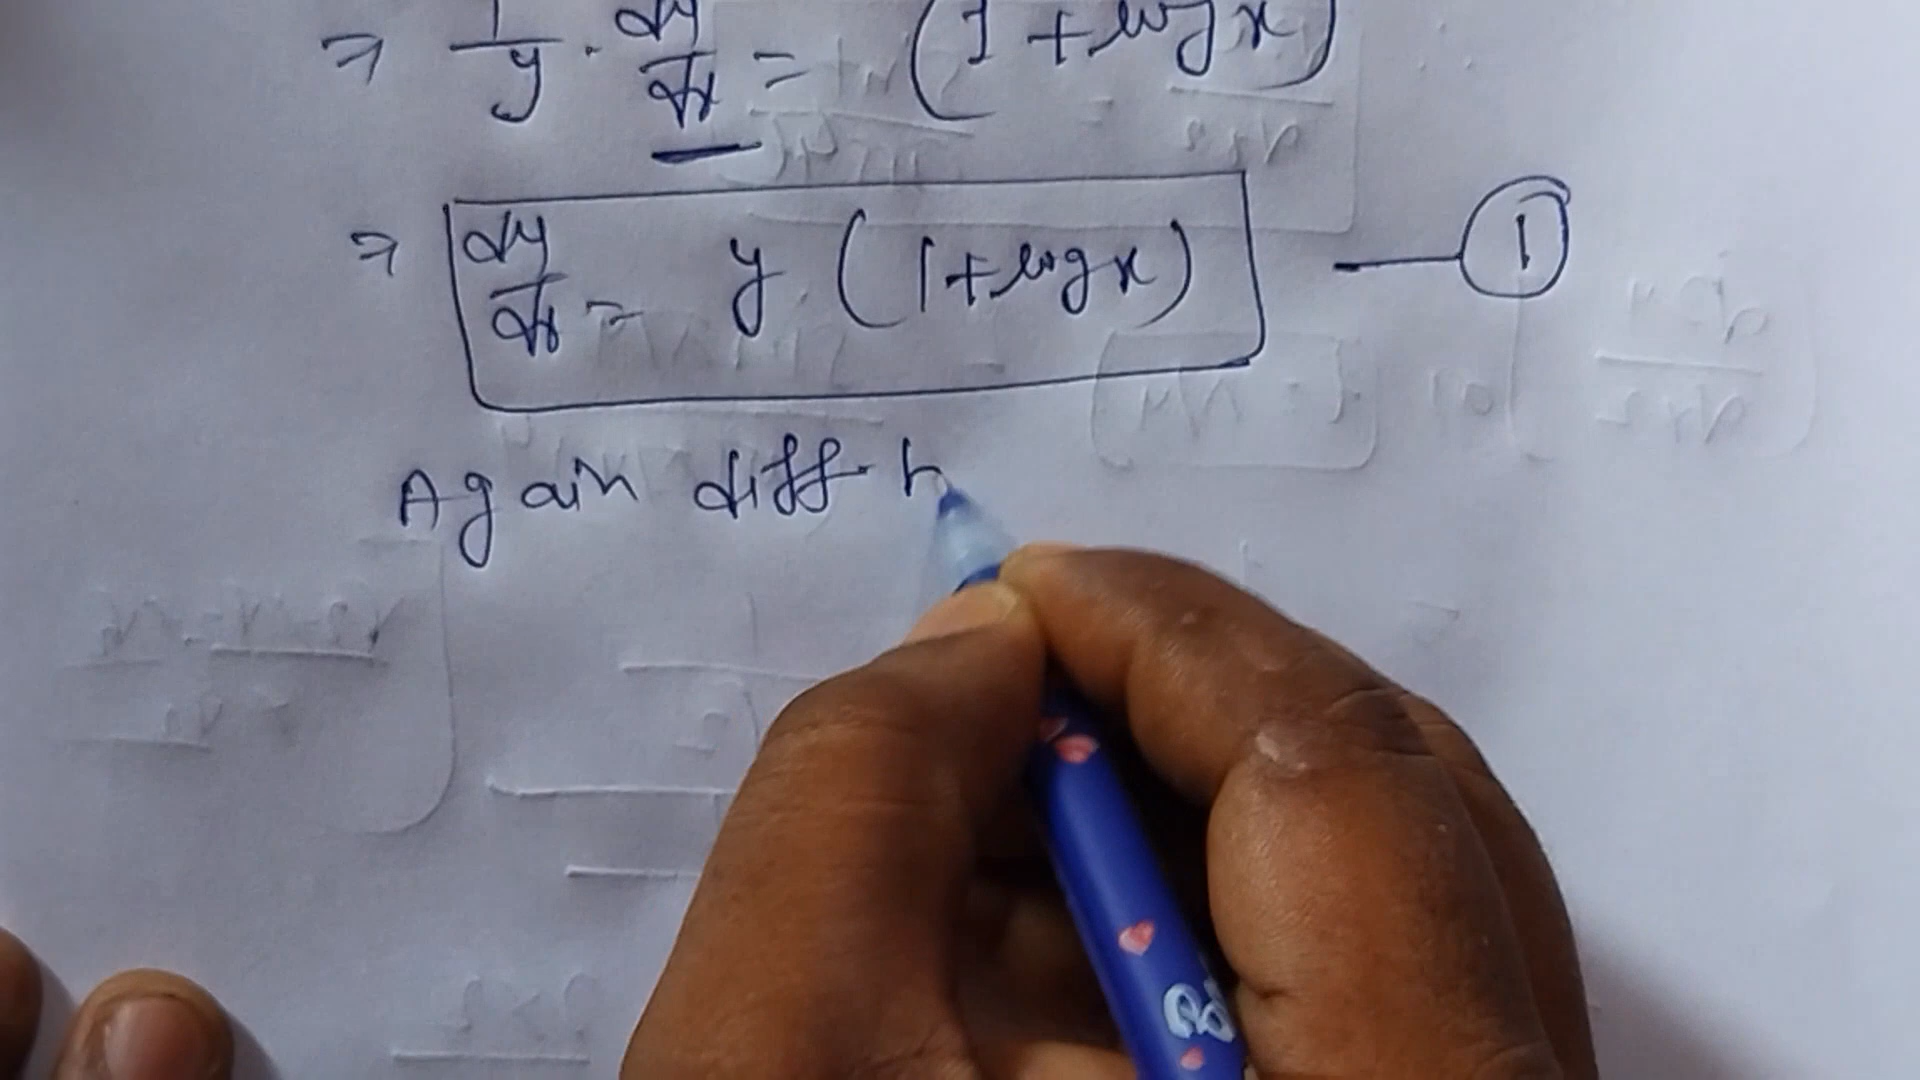 ⇒ 1/y · dy/dx = (1 + log x)
⇒ dy/dx = y (1 + log x) — 1
Again diff.